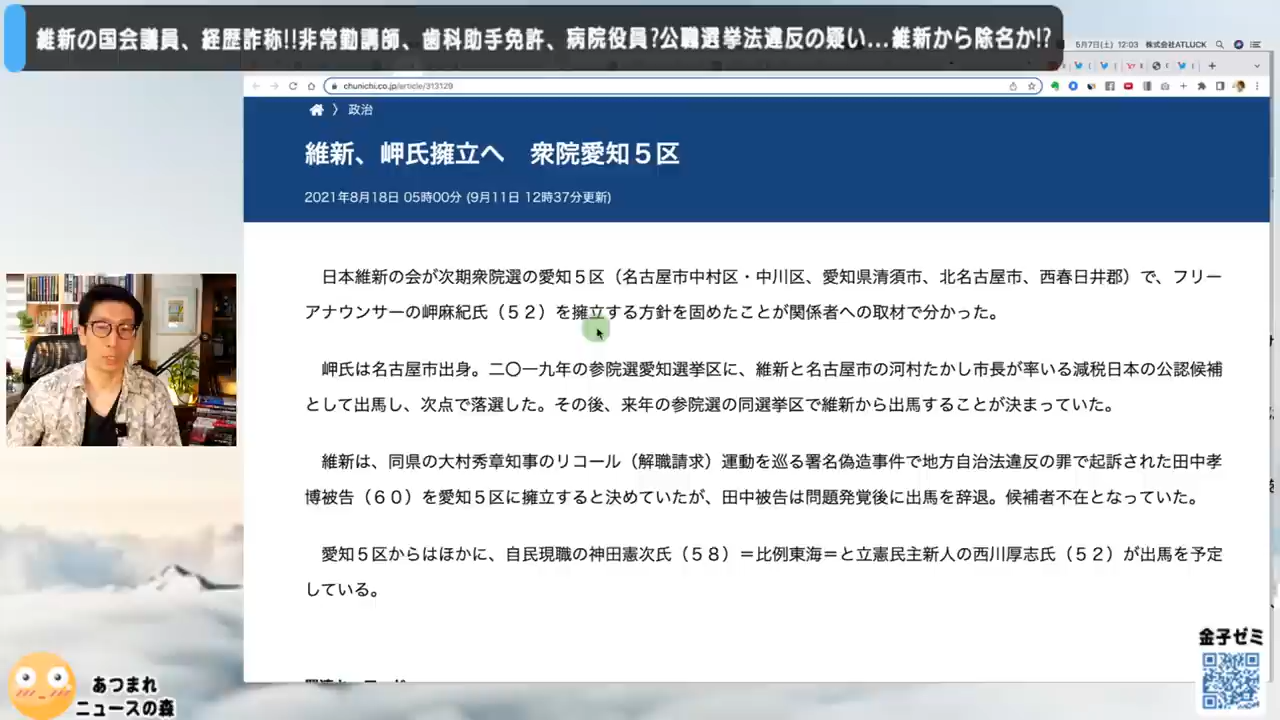 維新の国会議員、経歴詐称!!非常勤講師、歯科助手免許、病院役員?公職選挙法違反の疑い...維新から除名か!?
5月7日(土) 12:03 株式会社ATLUCK
chunichi.co.jp/article/313129
政治
維新、岬氏擁立へ　衆院愛知５区
2021年8月18日 05時00分 (9月11日 12時37分更新)
日本維新の会が次期衆院選の愛知５区（名古屋市中村区・中川区、愛知県清須市、北名古屋市、西春日井郡）で、フリー
アナウンサーの岬麻紀氏（５２）を擁立する方針を固めたことが関係者への取材で分かった。
岬氏は名古屋市出身。二〇一九年の参院選愛知選挙区に、維新と名古屋市の河村たかし市長が率いる減税日本の公認候補
として出馬し、次点で落選した。その後、来年の参院選の同選挙区で維新から出馬することが決まっていた。
維新は、同県の大村秀章知事のリコール（解職請求）運動を巡る署名偽造事件で地方自治法違反の罪で起訴された田中孝
博被告（６０）を愛知５区に擁立すると決めていたが、田中被告は問題発覚後に出馬を辞退。候補者不在となっていた。
愛知５区からはほかに、自民現職の神田憲次氏（５８）＝比例東海＝と立憲民主新人の西川厚志氏（５２）が出馬を予定
している。
金子ゼミ
あつまれ
ニュースの森